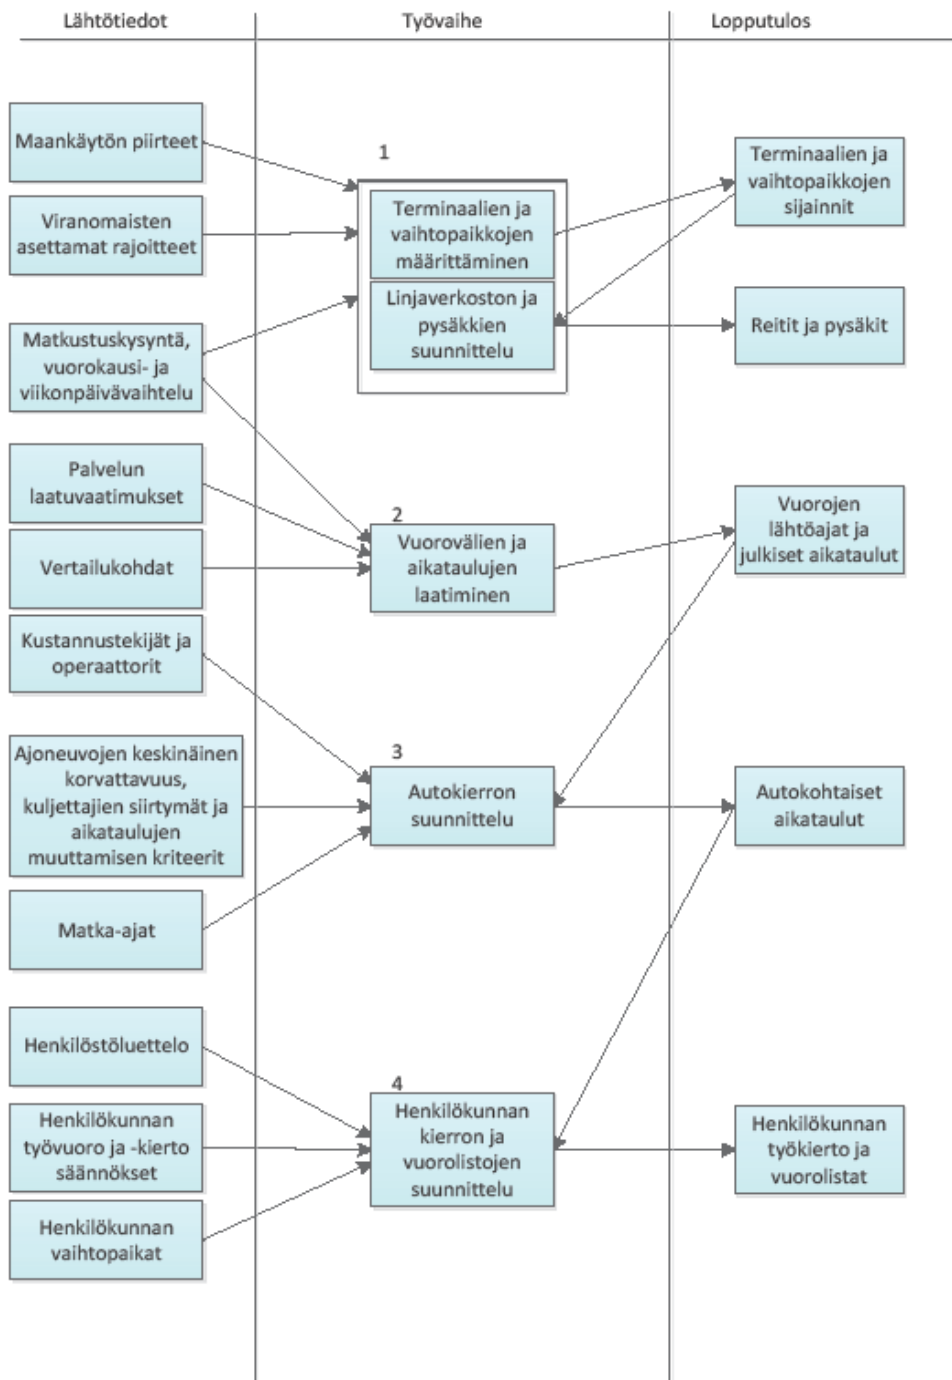 Lähtötiedot
Työvaihe
Lopputulos
Maankäytön piirteet
Viranomaisten
asettamat rajoitteet
Matkustuskysyntä,
vuorokausi- ja
viikonpäivävaihtelu
Palvelun
laatuvaatimukset
Vertailukohdat
Kustannustekijät ja
operaattorit
Ajoneuvojen keskinäinen
korvattavuus,
kuljettajien siirtymät ja
aikataulujen
muuttamisen kriteerit
Matka-ajat
Henkilöstöluettelo
Henkilökunnan
työvuoro ja -kierto
säännökset
Henkilökunnan
vaihtopaikat
1
Terminaalien ja
vaihtopaikkojen
määrittäminen
Linjaverkoston ja
pysäkkien
suunnittelu
2
Vuorovälien ja
aikataulujen
laatiminen
3
Autokierron
suunnittelu
4
Henkilökunnan
kierron ja
vuorolistojen
suunnittelu
Terminaalien ja
vaihtopaikkojen
sijainnit
Reitit ja pysäkit
Vuorojen
lähtöajat ja
julkiset aikataulut
Autokohtaiset
aikataulut
Henkilökunnan
työkierto ja
vuorolistat